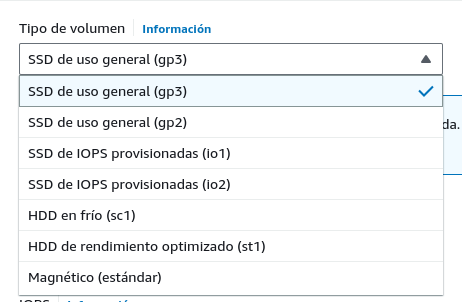 Tipo de volumen Información
SSD de uso general (gp3)
SSD de uso general (gp3)
SSD de uso general (gp2)
da.
SSD de IOPS provisionadas (io1)
SSD de IOPS provisionadas (io2)
HDD en frío (sc1)
HDD de rendimiento optimizado (st1)
Magnético (estándar)